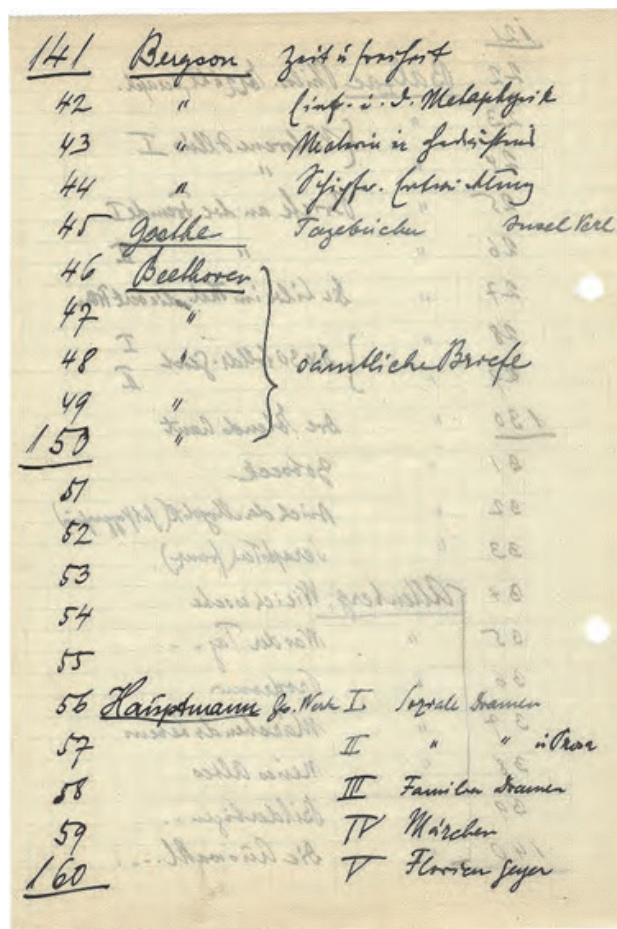 141 Bergson Zeit u Freiheit
42 " Einf. i. d. Metaphysik
43 " Materie u Gedächtnis
44 " Schöpfer. Entwicklung
45 Goethe Tagebücher Insel Verl
46 Beethoven
47 "
48 " sämtliche Briefe
49 "
150 "
51
52
53
54
55
56 Hauptmann Ges. Werke I Soziale Dramen
57 II " " u Prosa
58 III Familien Dramen
59 IV Märchen
160 V Florian Geyer